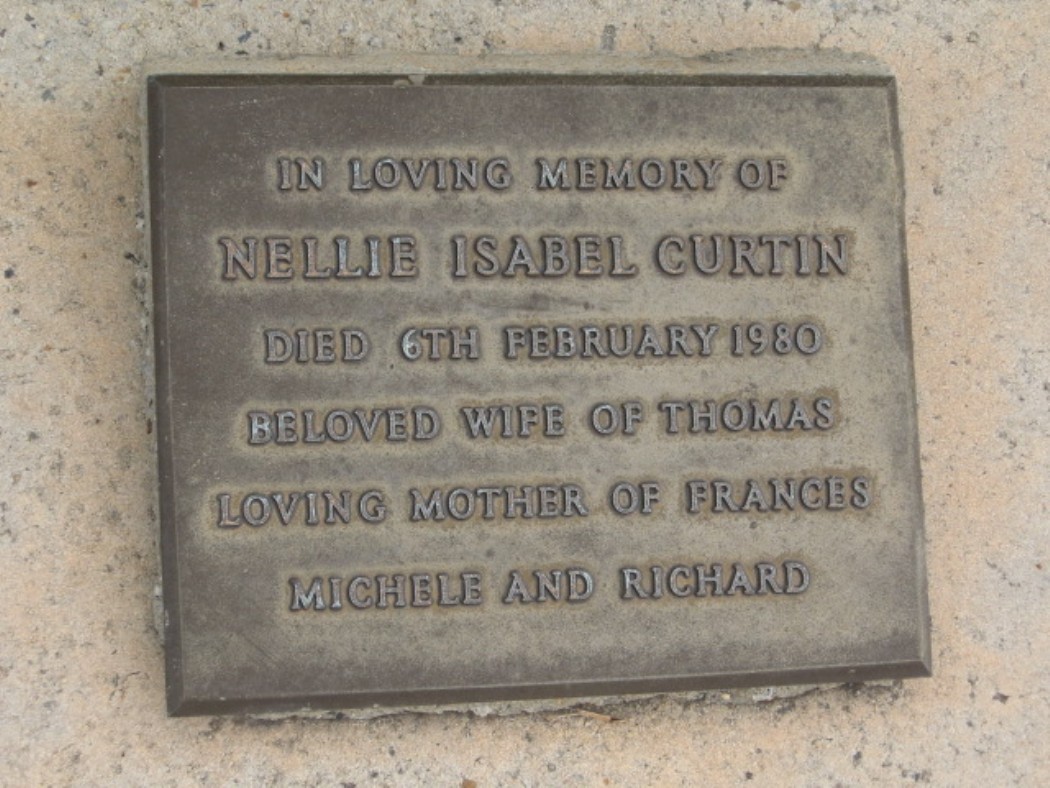 IN LOVING MEMORY OF
NELLIE ISABEL CURTIN
DIED 6TH FEBRUARY 1980
BELOVED WIFE OF THOMAS
LOVING MOTHER OF FRANCES
MICHELE AND RICHARD